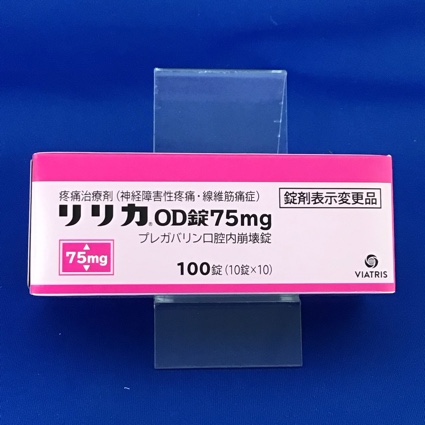 疼痛治療剤（神経障害性疼痛・線維筋痛症）
錠剤表示変更品
リリカ®OD錠75mg
プレガバリン口腔内崩壊錠
75mg
100錠（10錠×10）
VIATRIS